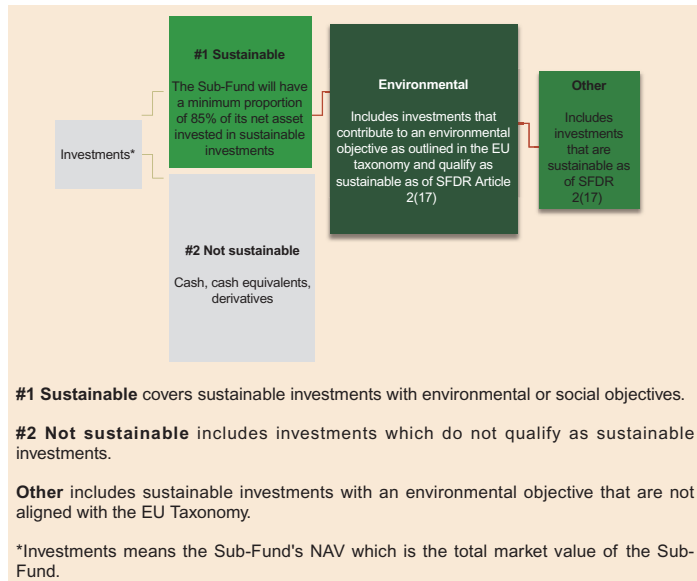 Investments*
#1 Sustainable
The Sub-Fund will have
a minimum proportion
of 85% of its net asset
invested in sustainable
investments
#2 Not sustainable
Cash, cash equivalents,
derivatives
Environmental
Includes investments that
contribute to an environmental
objective as outlined in the EU
taxonomy and qualify as
sustainable as of SFDR Article
2(17)
Other
Includes
investments
that are
sustainable as
of SFDR
2(17)
#1 Sustainable covers sustainable investments with environmental or social objectives.
#2 Not sustainable includes investments which do not qualify as sustainable
investments.
Other includes sustainable investments with an environmental objective that are not
aligned with the EU Taxonomy.
*Investments means the Sub-Fund's NAV which is the total market value of the Sub-
Fund.